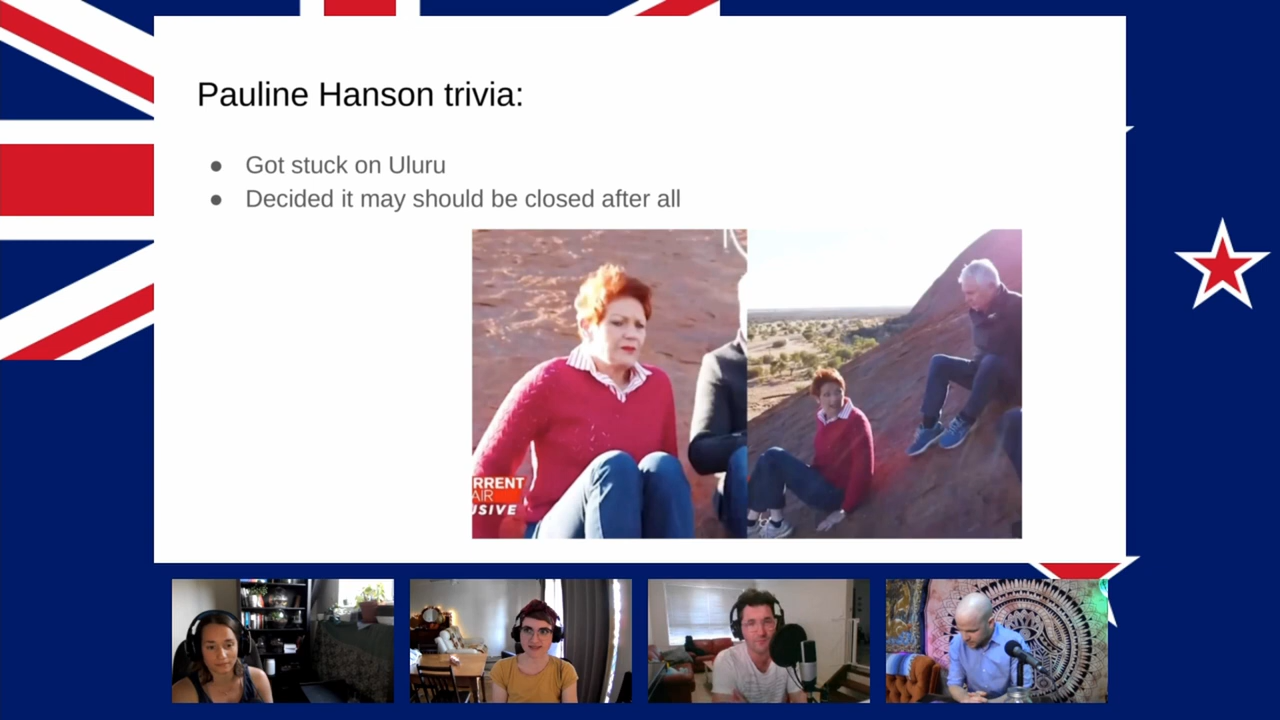 Pauline Hanson trivia:
● Got stuck on Uluru
● Decided it may should be closed after all
RRENT
AIR
USIVE